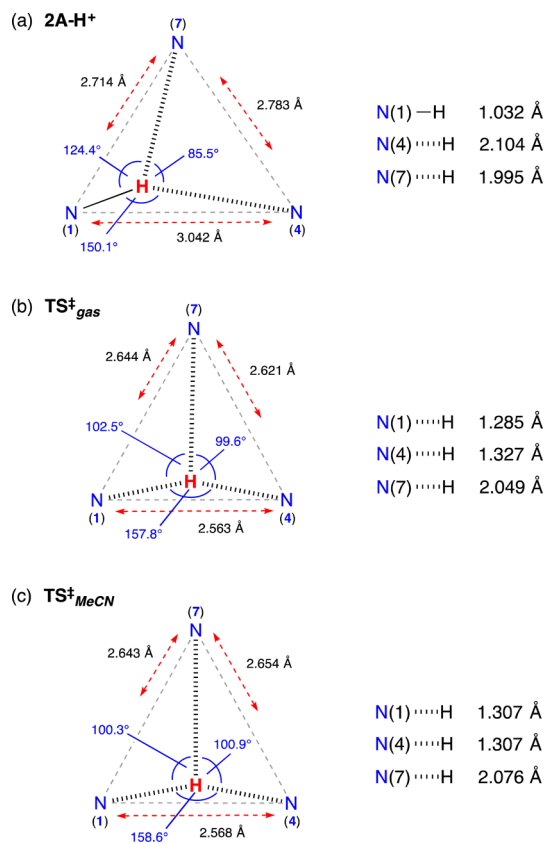 (a) 2A-H⁺
(7)
N
2.714 Å
2.783 Å
N(1)—H 1.032 Å
N(4)┈┈H 2.104 Å
N(7)┈┈H 1.995 Å
124.4°
85.5°
H
N
N
(1)
(4)
150.1°
3.042 Å
(b) TS‡gas
(7)
N
2.644 Å
2.621 Å
102.5°
99.6°
N(1)┈┈H 1.285 Å
N(4)┈┈H 1.327 Å
N(7)┈┈H 2.049 Å
H
N
N
(1)
(4)
157.8°
2.563 Å
(c) TS‡MeCN
(7)
N
2.643 Å
2.654 Å
100.3°
100.9°
N(1)┈┈H 1.307 Å
N(4)┈┈H 1.307 Å
N(7)┈┈H 2.076 Å
H
N
N
(1)
(4)
158.6°
2.568 Å